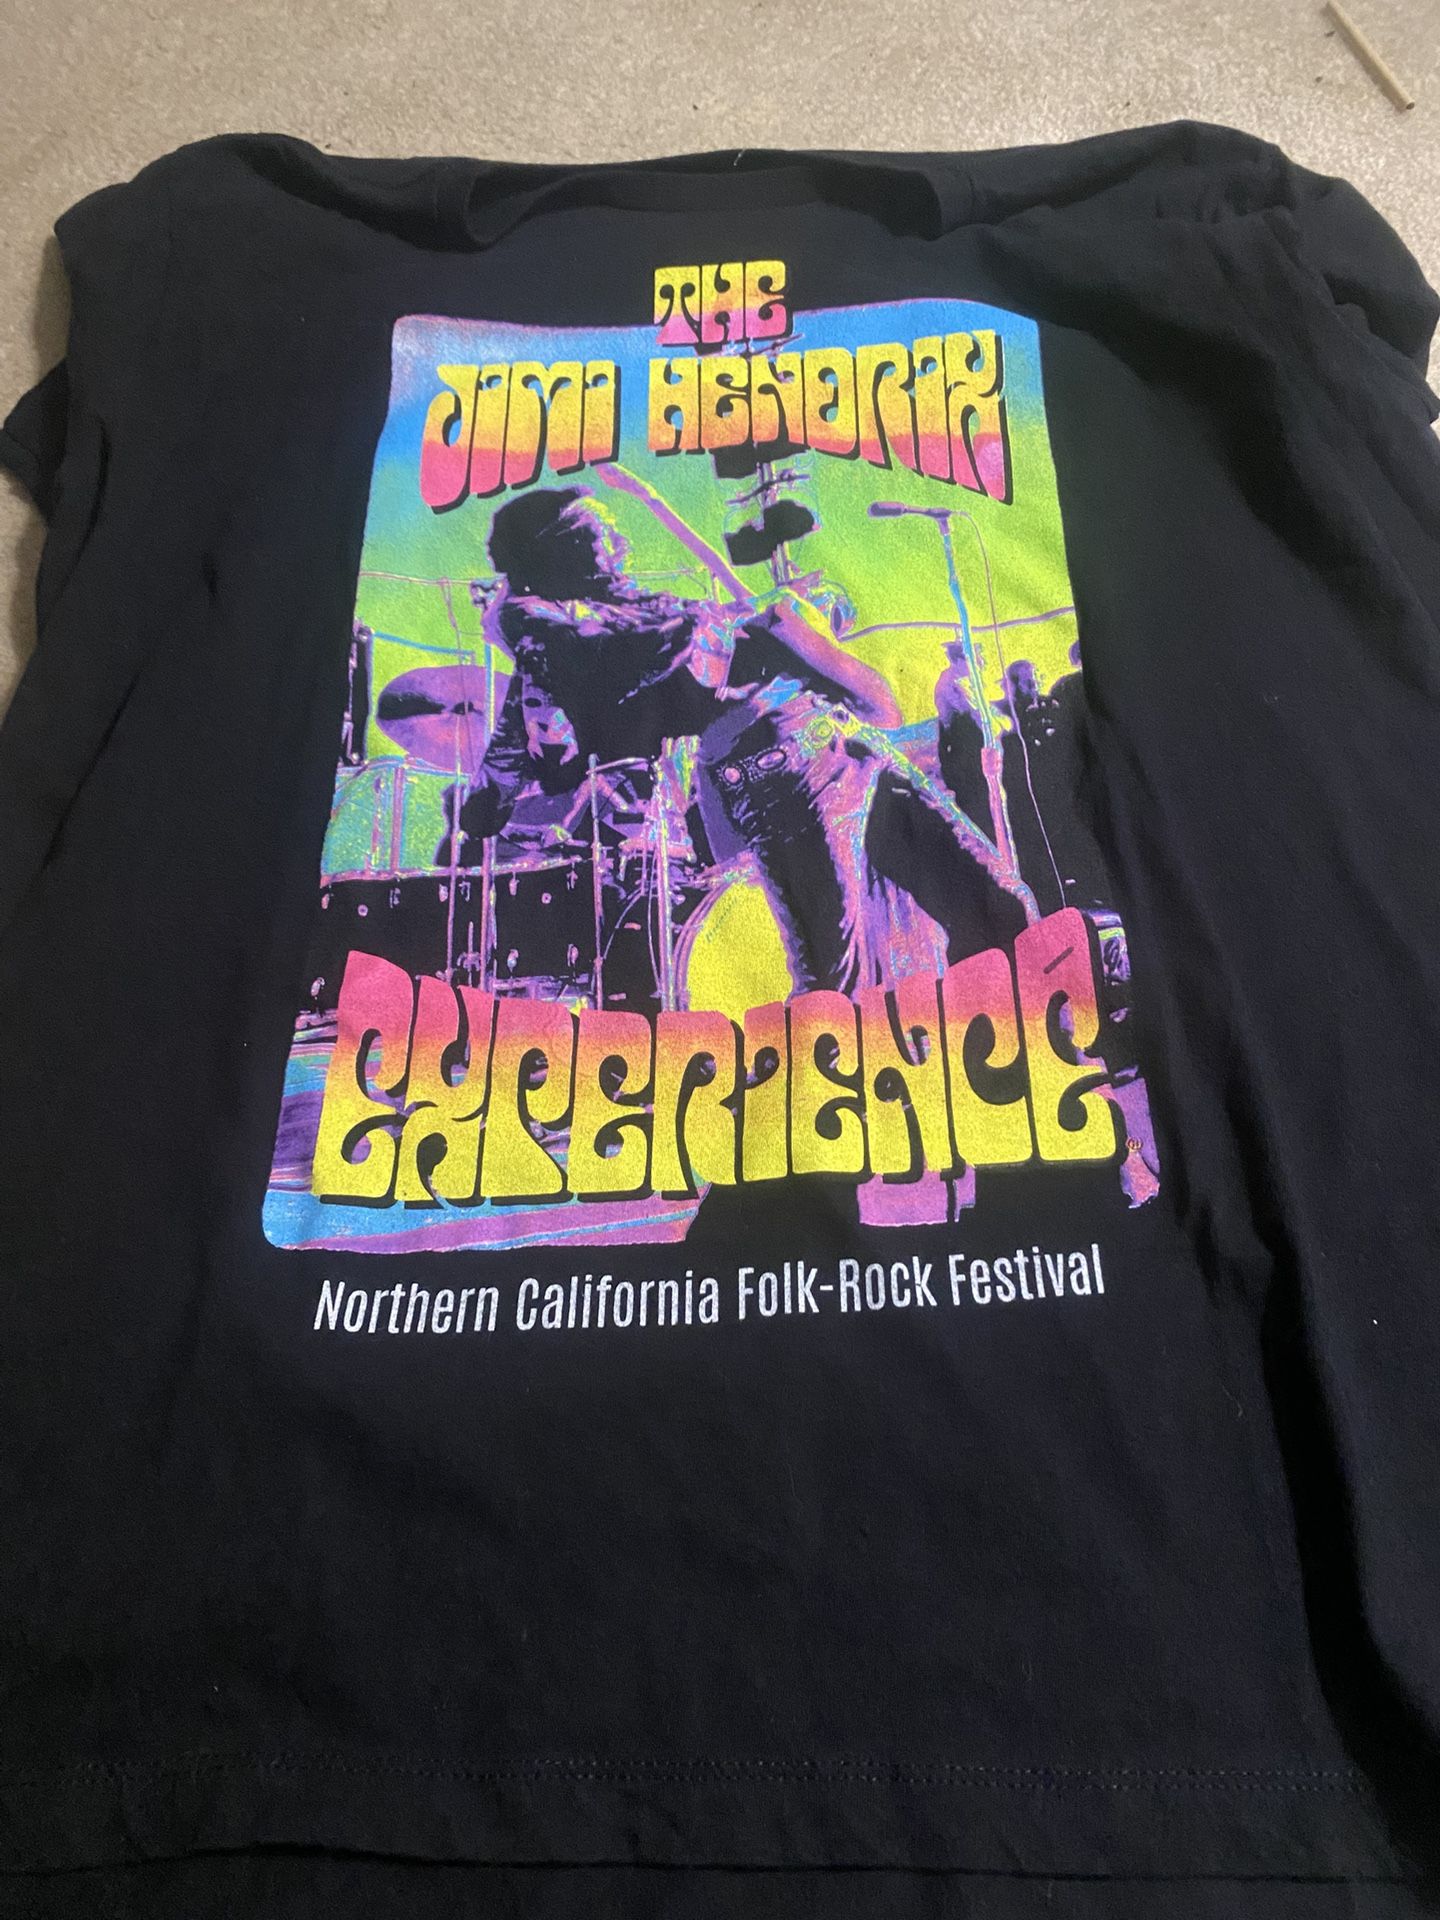 THE
JIMI HENDRIX
EXPERIENCE
Northern California Folk-Rock Festival